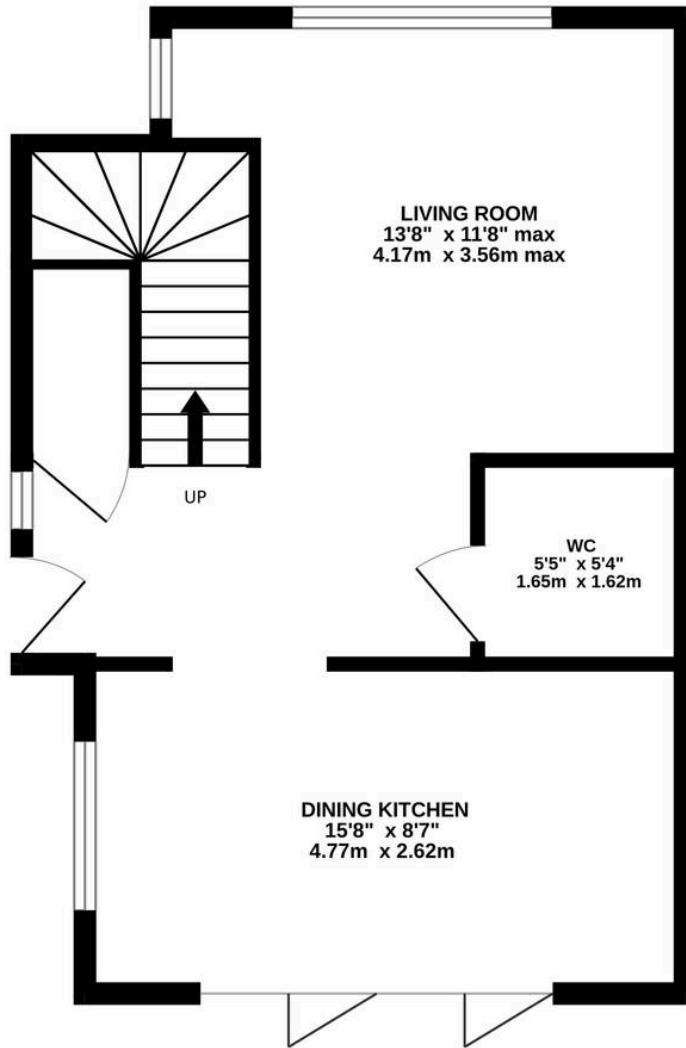 LIVING ROOM
13'8" x 11'8" max
4.17m x 3.56m max
UP
WC
5'5" x 5'4"
1.65m x 1.62m
DINING KITCHEN
15'8" x 8'7"
4.77m x 2.62m